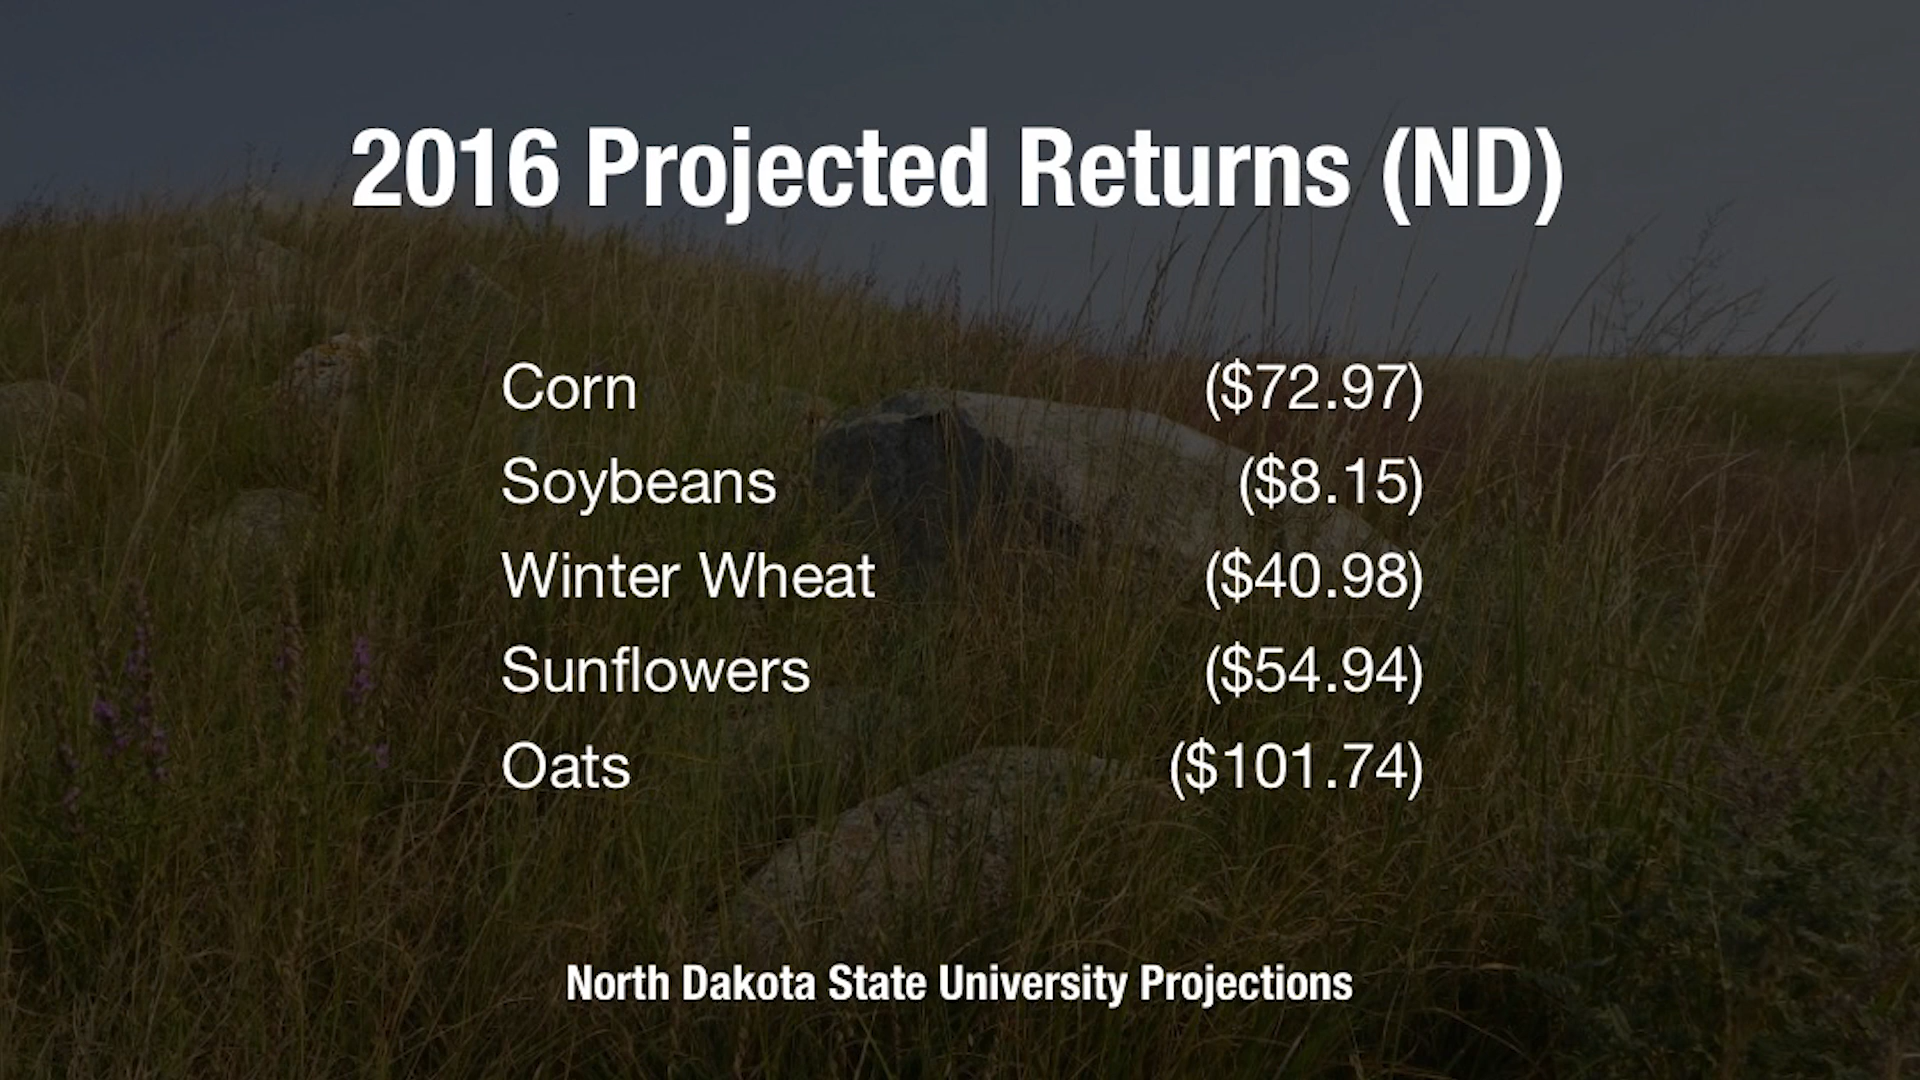 2016 Projected Returns (ND)
Corn ($72.97)
Soybeans ($8.15)
Winter Wheat ($40.98)
Sunflowers ($54.94)
Oats ($101.74)
North Dakota State University Projections